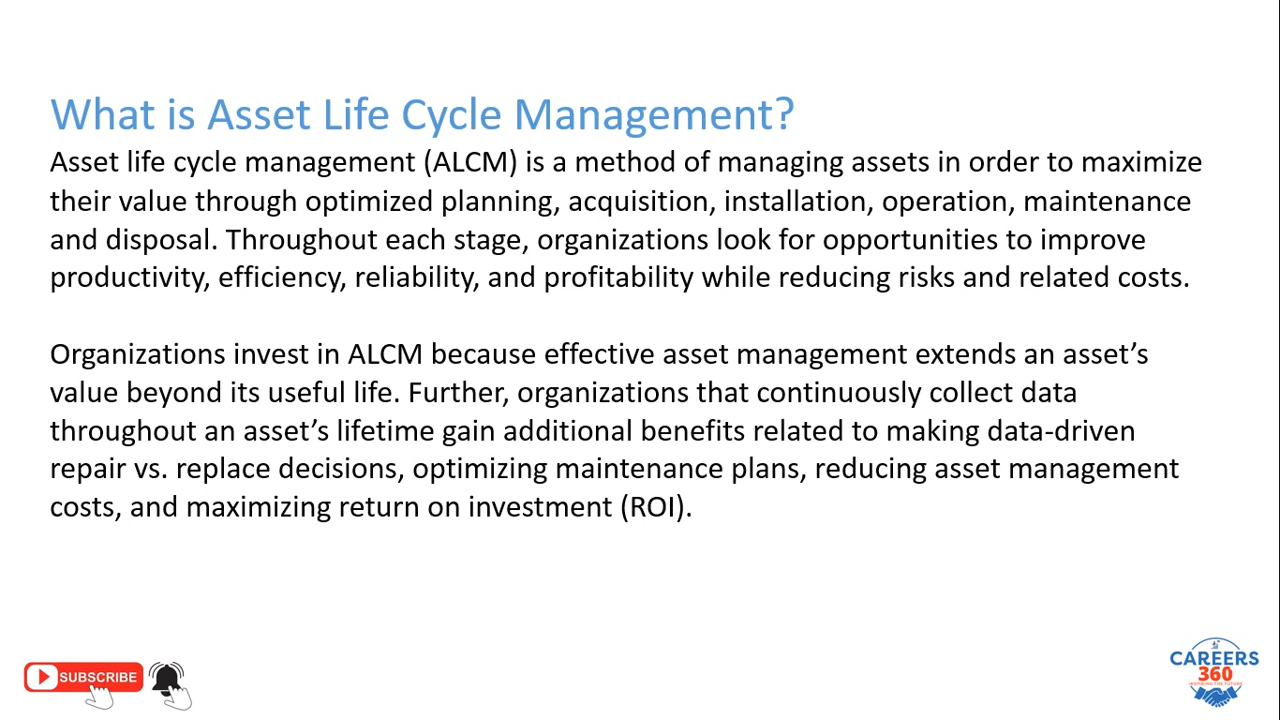 What is Asset Life Cycle Management?
Asset life cycle management (ALCM) is a method of managing assets in order to maximize
their value through optimized planning, acquisition, installation, operation, maintenance
and disposal. Throughout each stage, organizations look for opportunities to improve
productivity, efficiency, reliability, and profitability while reducing risks and related costs.
Organizations invest in ALCM because effective asset management extends an asset’s
value beyond its useful life. Further, organizations that continuously collect data
throughout an asset’s lifetime gain additional benefits related to making data-driven
repair vs. replace decisions, optimizing maintenance plans, reducing asset management
costs, and maximizing return on investment (ROI).
SUBSCRIBE
CAREERS
360
INSPIRING THE FUTURE